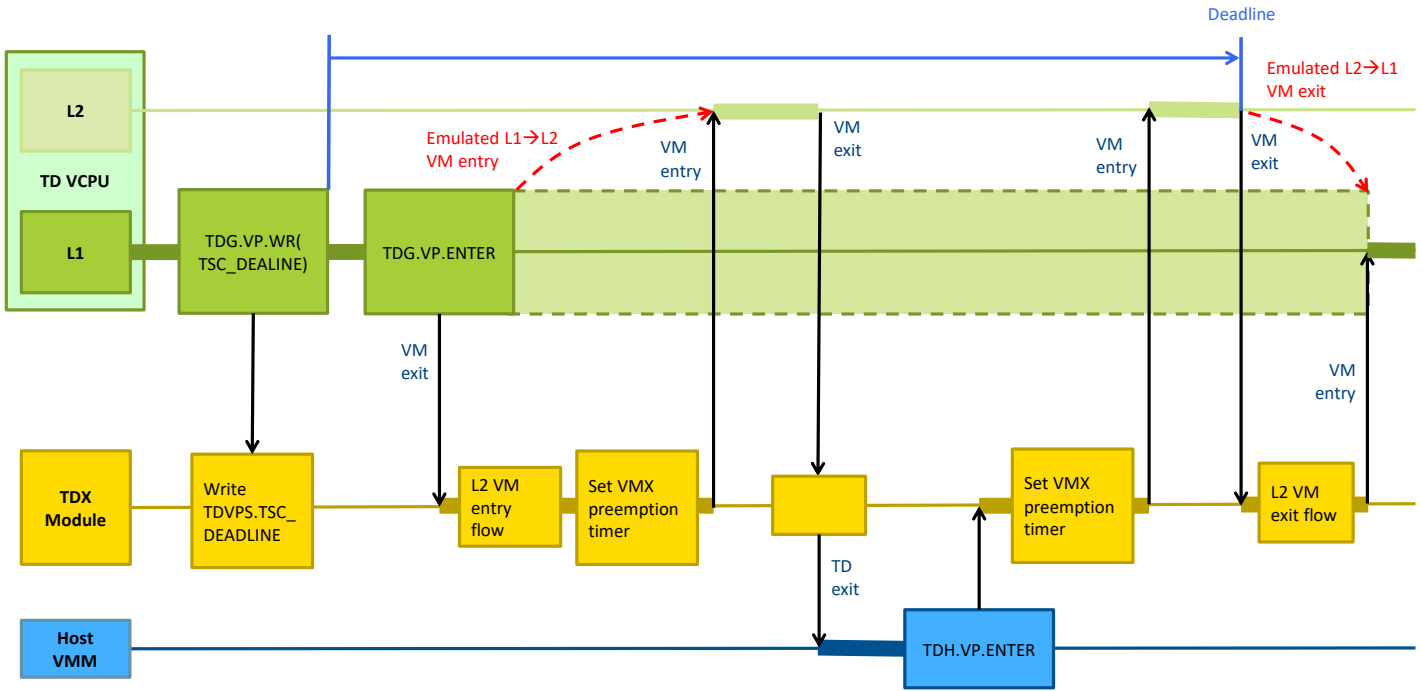 Deadline
Emulated L2→L1
VM exit
L2
Emulated L1→L2
VM entry
VM
entry
VM
exit
VM
entry
VM
exit
TD VCPU
L1
TDG.VP.WR(
TSC_DEALINE)
TDG.VP.ENTER
VM
exit
VM
entry
TDX
Module
Write
TDVPS.TSC_
DEADLINE
L2 VM
entry
flow
Set VMX
preemption
timer
Set VMX
preemption
timer
L2 VM
exit flow
TD
exit
Host
VMM
TDH.VP.ENTER